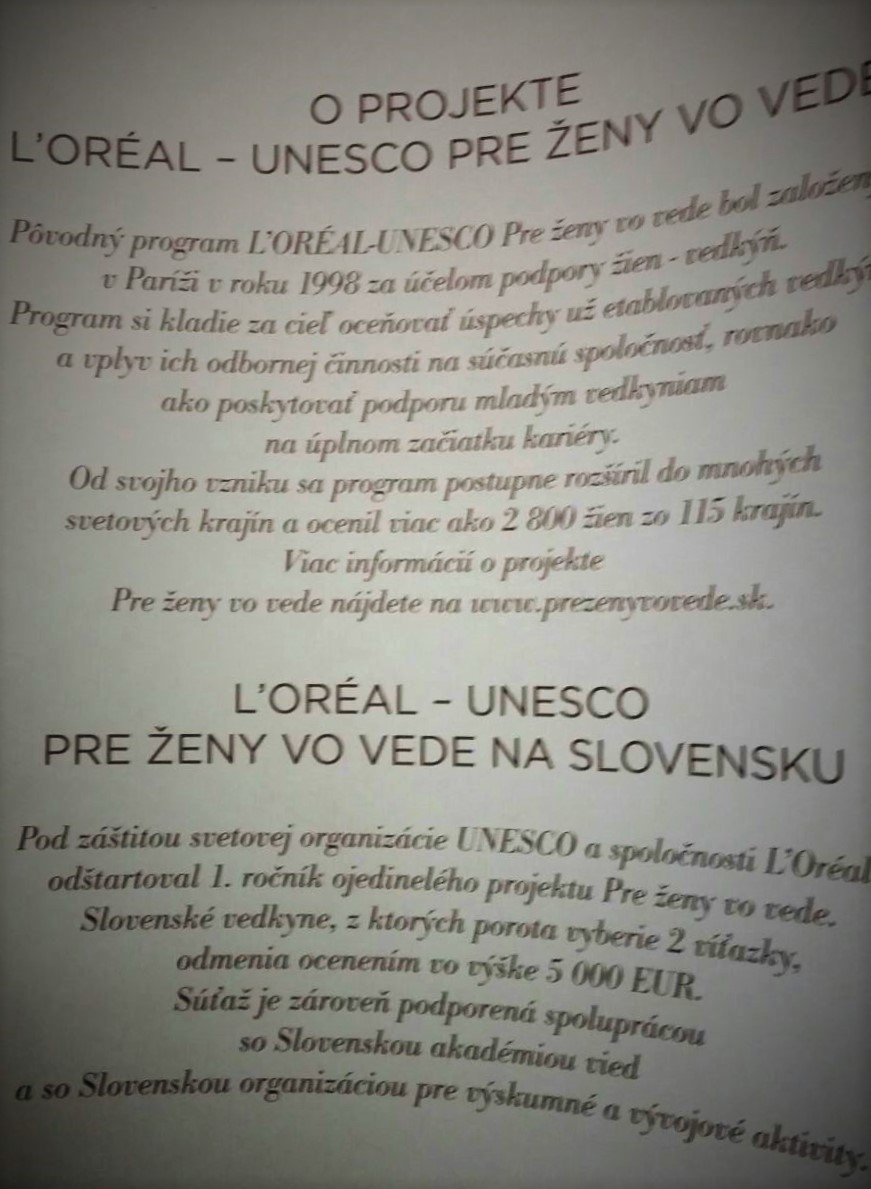 O PROJEKTE
L'ORÉAL – UNESCO PRE ŽENY VO VEDE
Pôvodný program L'ORÉAL-UNESCO Pre ženy vo vede bol založený
v Paríži v roku 1998 za účelom podpory žien - vedkýň.
Program si kladie za cieľ oceňovať úspechy už etablovaných vedkýň
a vplyv ich odbornej činnosti na súčasnú spoločnosť, rovnako
ako poskytovať podporu mladým vedkyniam
na úplnom začiatku kariéry.
Od svojho vzniku sa program postupne rozšíril do mnohých
svetových krajín a ocenil viac ako 2 800 žien zo 115 krajín.
Viac informácií o projekte
Pre ženy vo vede nájdete na www.prezenyvovede.sk.
L'ORÉAL – UNESCO
PRE ŽENY VO VEDE NA SLOVENSKU
Pod záštitou svetovej organizácie UNESCO a spoločnosti L'Oréal
odštartoval 1. ročník ojedinelého projektu Pre ženy vo vede.
Slovenské vedkyne, z ktorých porota vyberie 2 víťazky,
odmenia ocenením vo výške 5 000 EUR.
Súťaž je zároveň podporená spoluprácou
so Slovenskou akadémiou vied
a so Slovenskou organizáciou pre výskumné a vývojové aktivity.